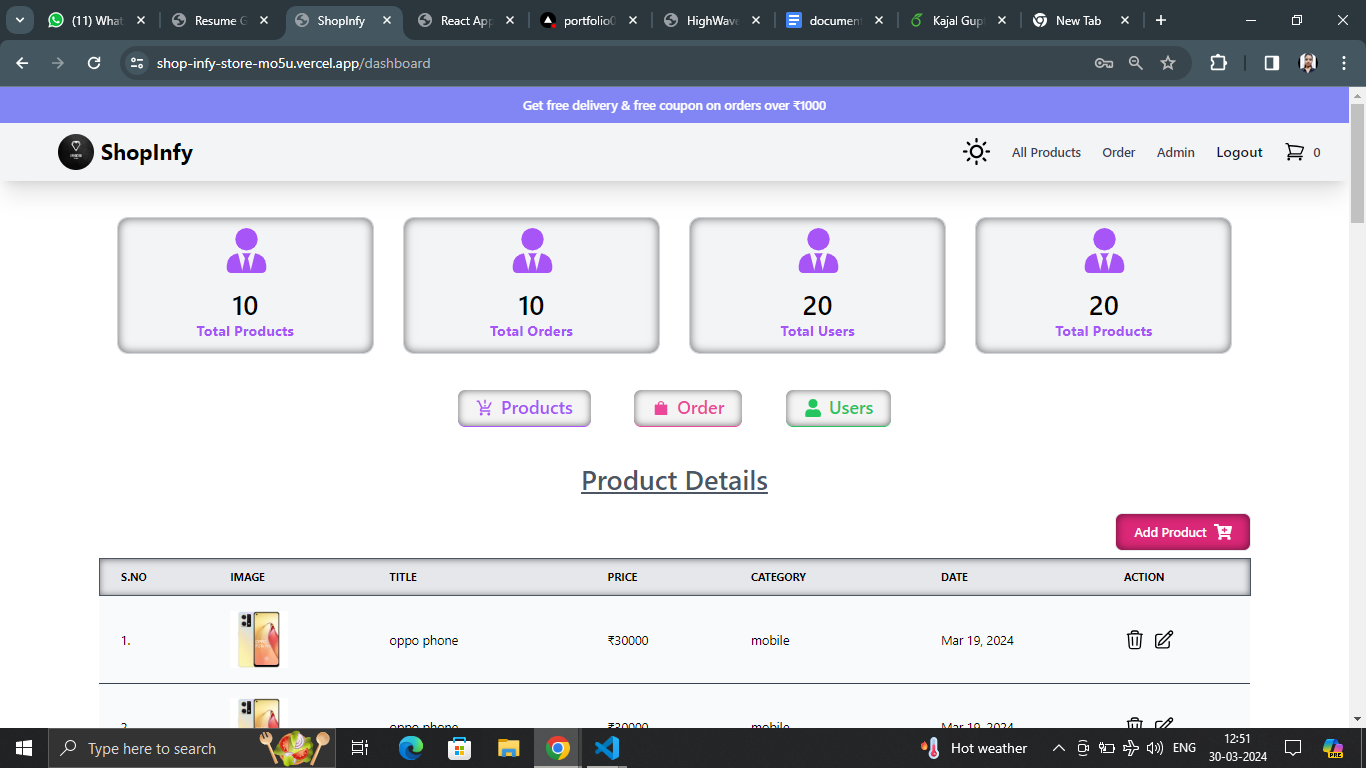 (11) What
Resume G
ShopInfy
React App
portfolio0
HighWave
document
Kajal Gup
New Tab
shop-infy-store-mo5u.vercel.app/dashboard
Get free delivery & free coupon on orders over ₹1000
ShopInfy
All Products Order Admin Logout 0
10 10 20 20
Total Products Total Orders Total Users Total Products
Products Order Users
Product Details
Add Product
S.NO IMAGE TITLE PRICE CATEGORY DATE ACTION
1. oppo phone ₹30000 mobile Mar 19, 2024
2. oppo phone ₹30000 mobile Mar 19, 2024
Type here to search
Hot weather
ENG
12:51
30-03-2024
PRE